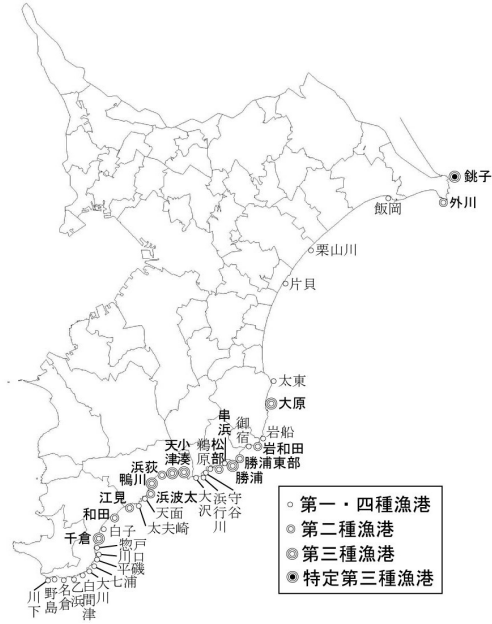 銚子
外川
飯岡
栗山川
片貝
太東
大原
岩船
御宿
岩和田
串浜
勝浦東部
勝浦
松部
鵜原
守谷
浜行川
大沢
小湊
天津
浜荻
鴨川
浜波太
天面
太夫崎
江見
和田
白子
千倉
惣戸
川口
平磯
七浦
大川
白間津
乙浜
名倉
野島
川下
第一・四種漁港
第二種漁港
第三種漁港
特定第三種漁港